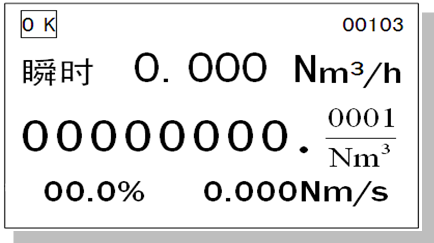 0 K 00103
瞬时 0.000 Nm³/h
00000000. 0001
Nm³
00.0% 0.000Nm/s